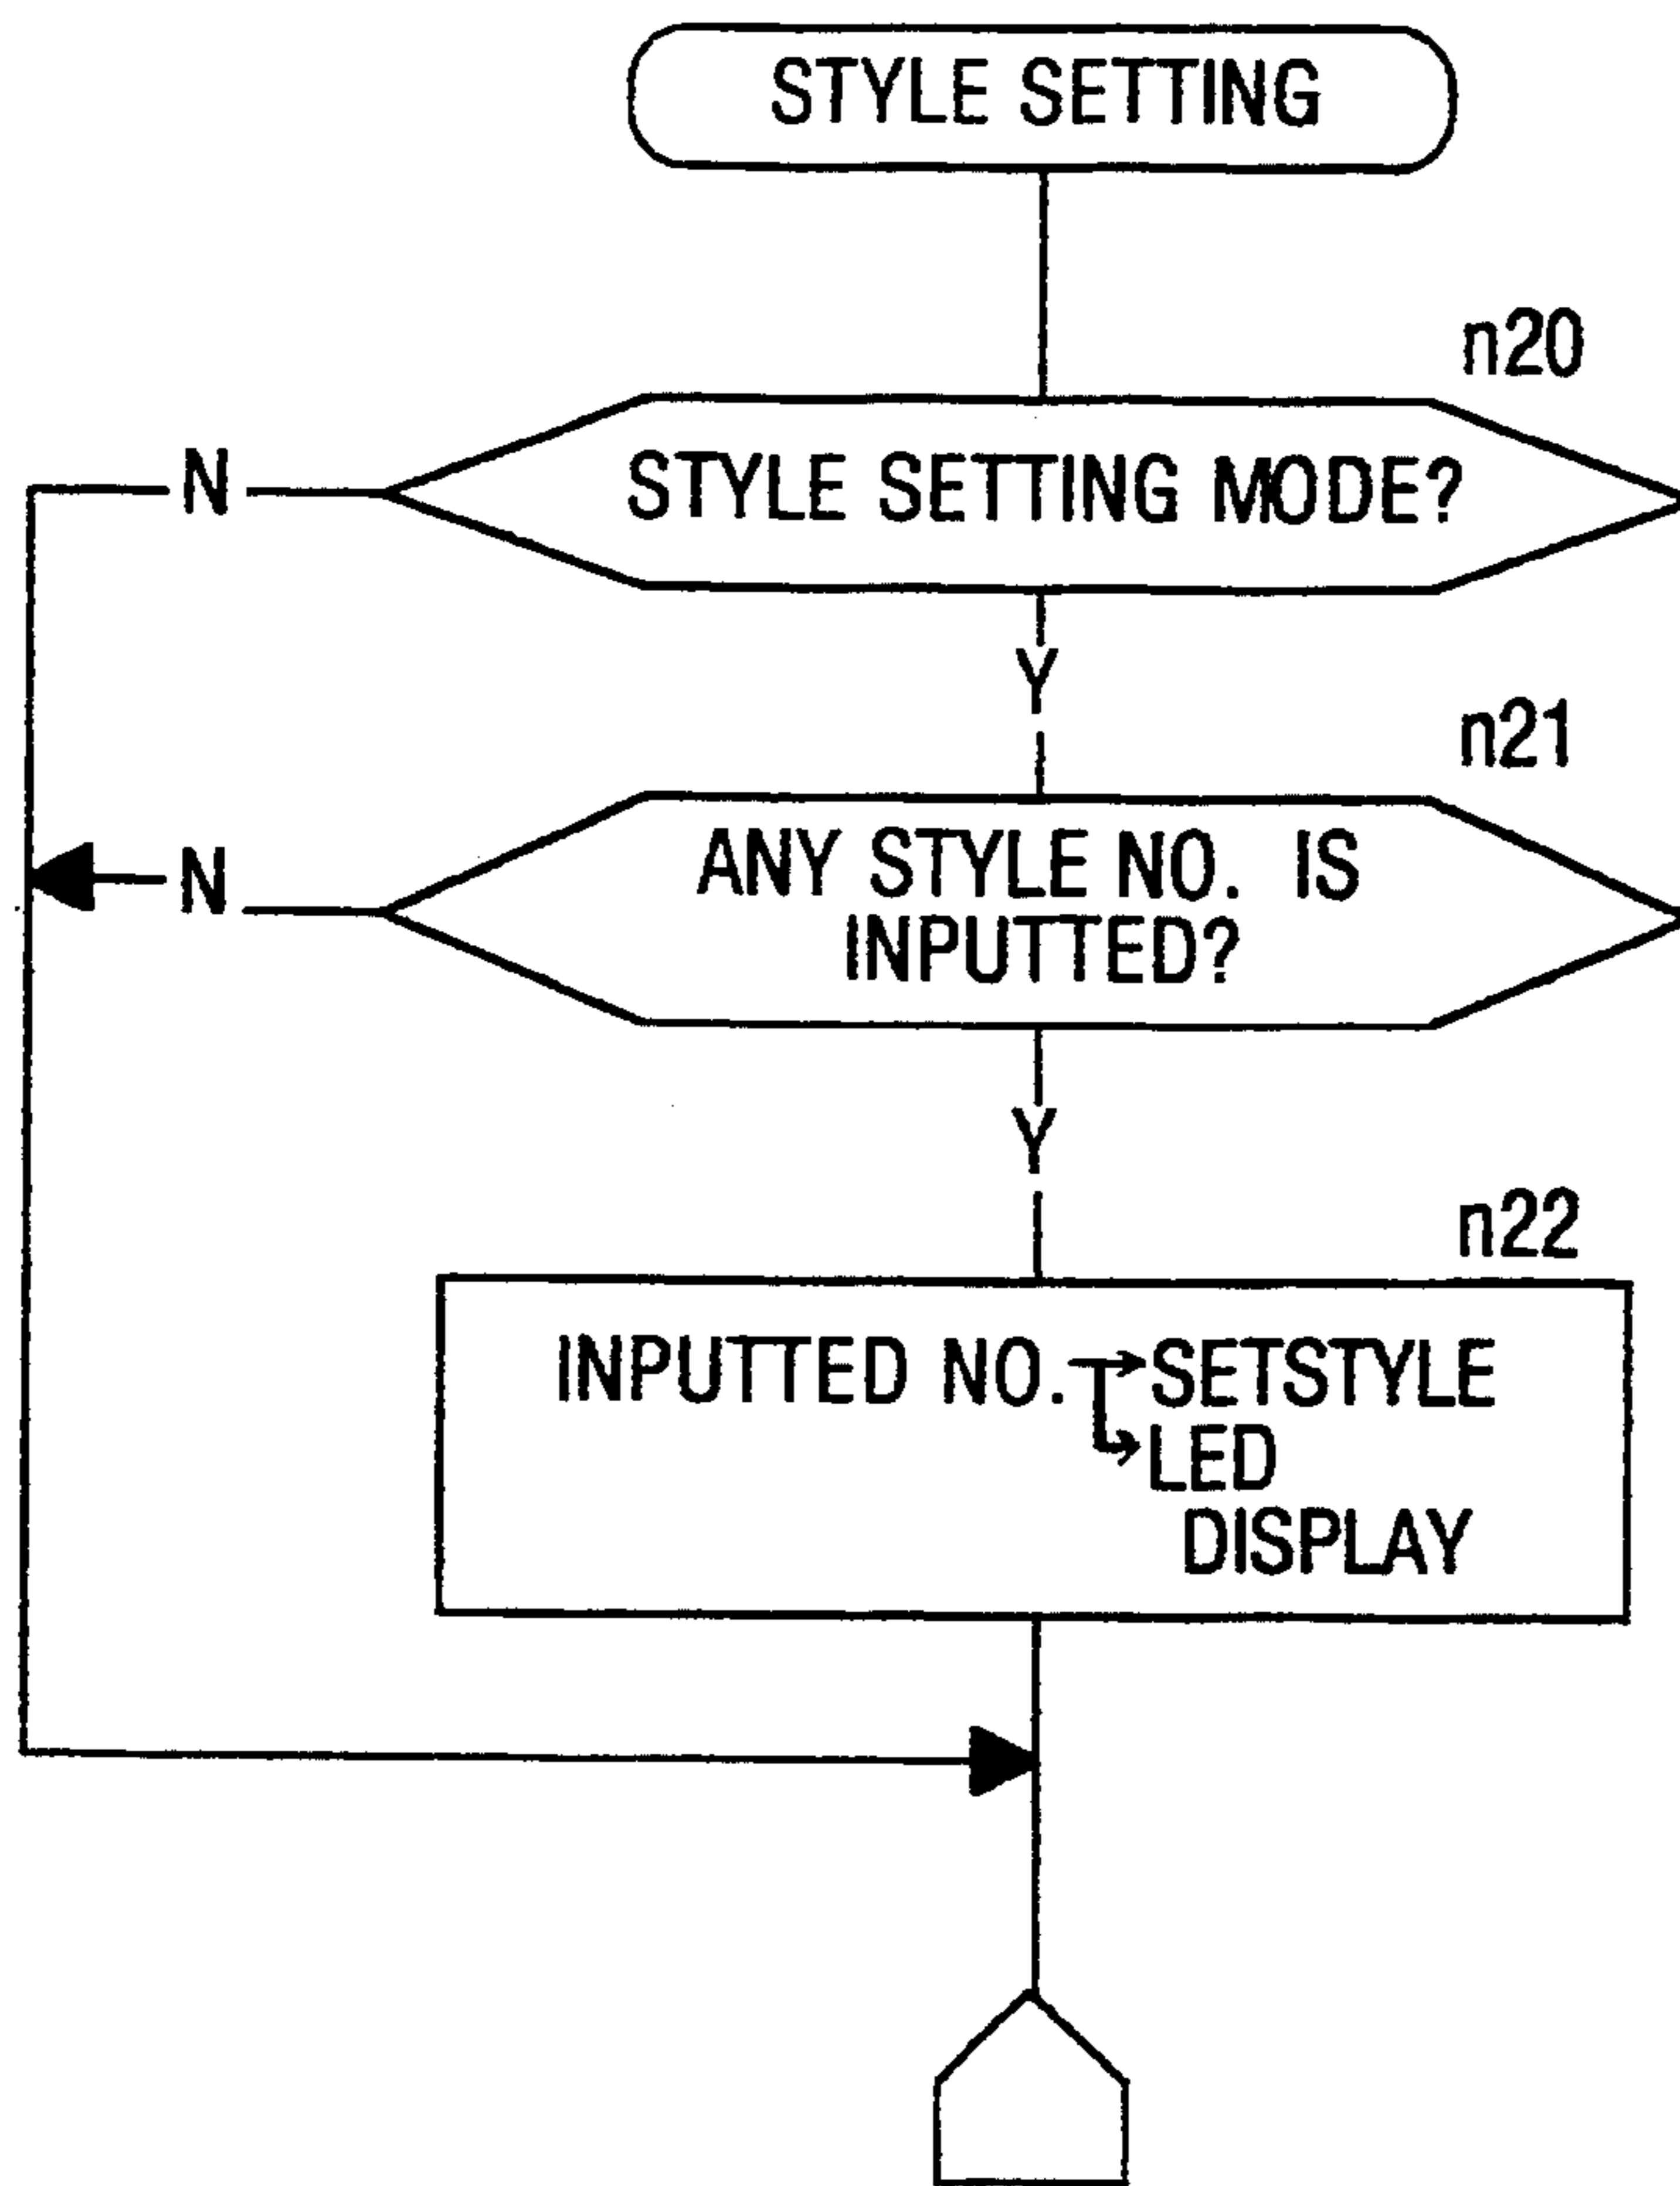 STYLE SETTING
n20
N
STYLE SETTING MODE?
Y
n21
N
ANY STYLE NO. IS
INPUTTED?
Y
n22
INPUTTED NO. → SETSTYLE
LED
DISPLAY